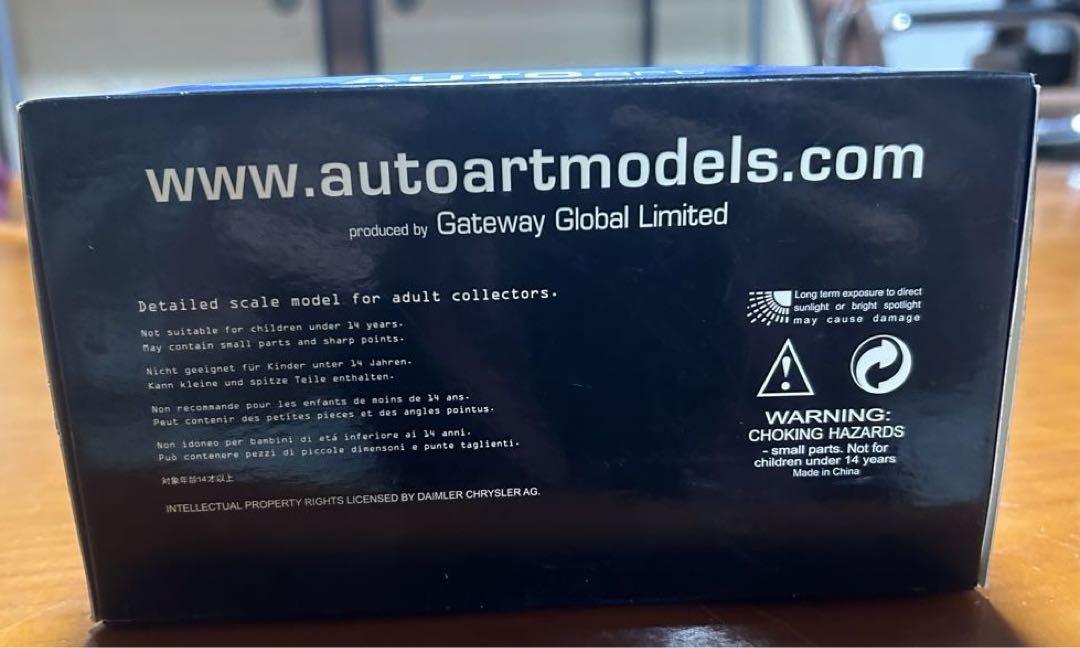 AUTOart
www.autoartmodels.com
produced by Gateway Global Limited
Detailed scale model for adult collectors.
Not suitable for children under 14 years.
May contain small parts and sharp points.
Nicht geeignet für Kinder unter 14 Jahren.
Kann kleine und spitze Teile enthalten.
Non recommande pour les enfants de moins de 14 ans.
Peut contenir des petites pieces et des angles pointus.
Non idoneo per bambini di etá inferiore ai 14 anni.
Puó contenere pezzi di piccole dimensoni e punte taglienti.
対象年齢14才以上
INTELLECTUAL PROPERTY RIGHTS LICENSED BY DAIMLER CHRYSLER AG.
Long term exposure to direct
sunlight or bright spotlight
may cause damage
WARNING:
CHOKING HAZARDS
- small parts. Not for
children under 14 years
Made in China